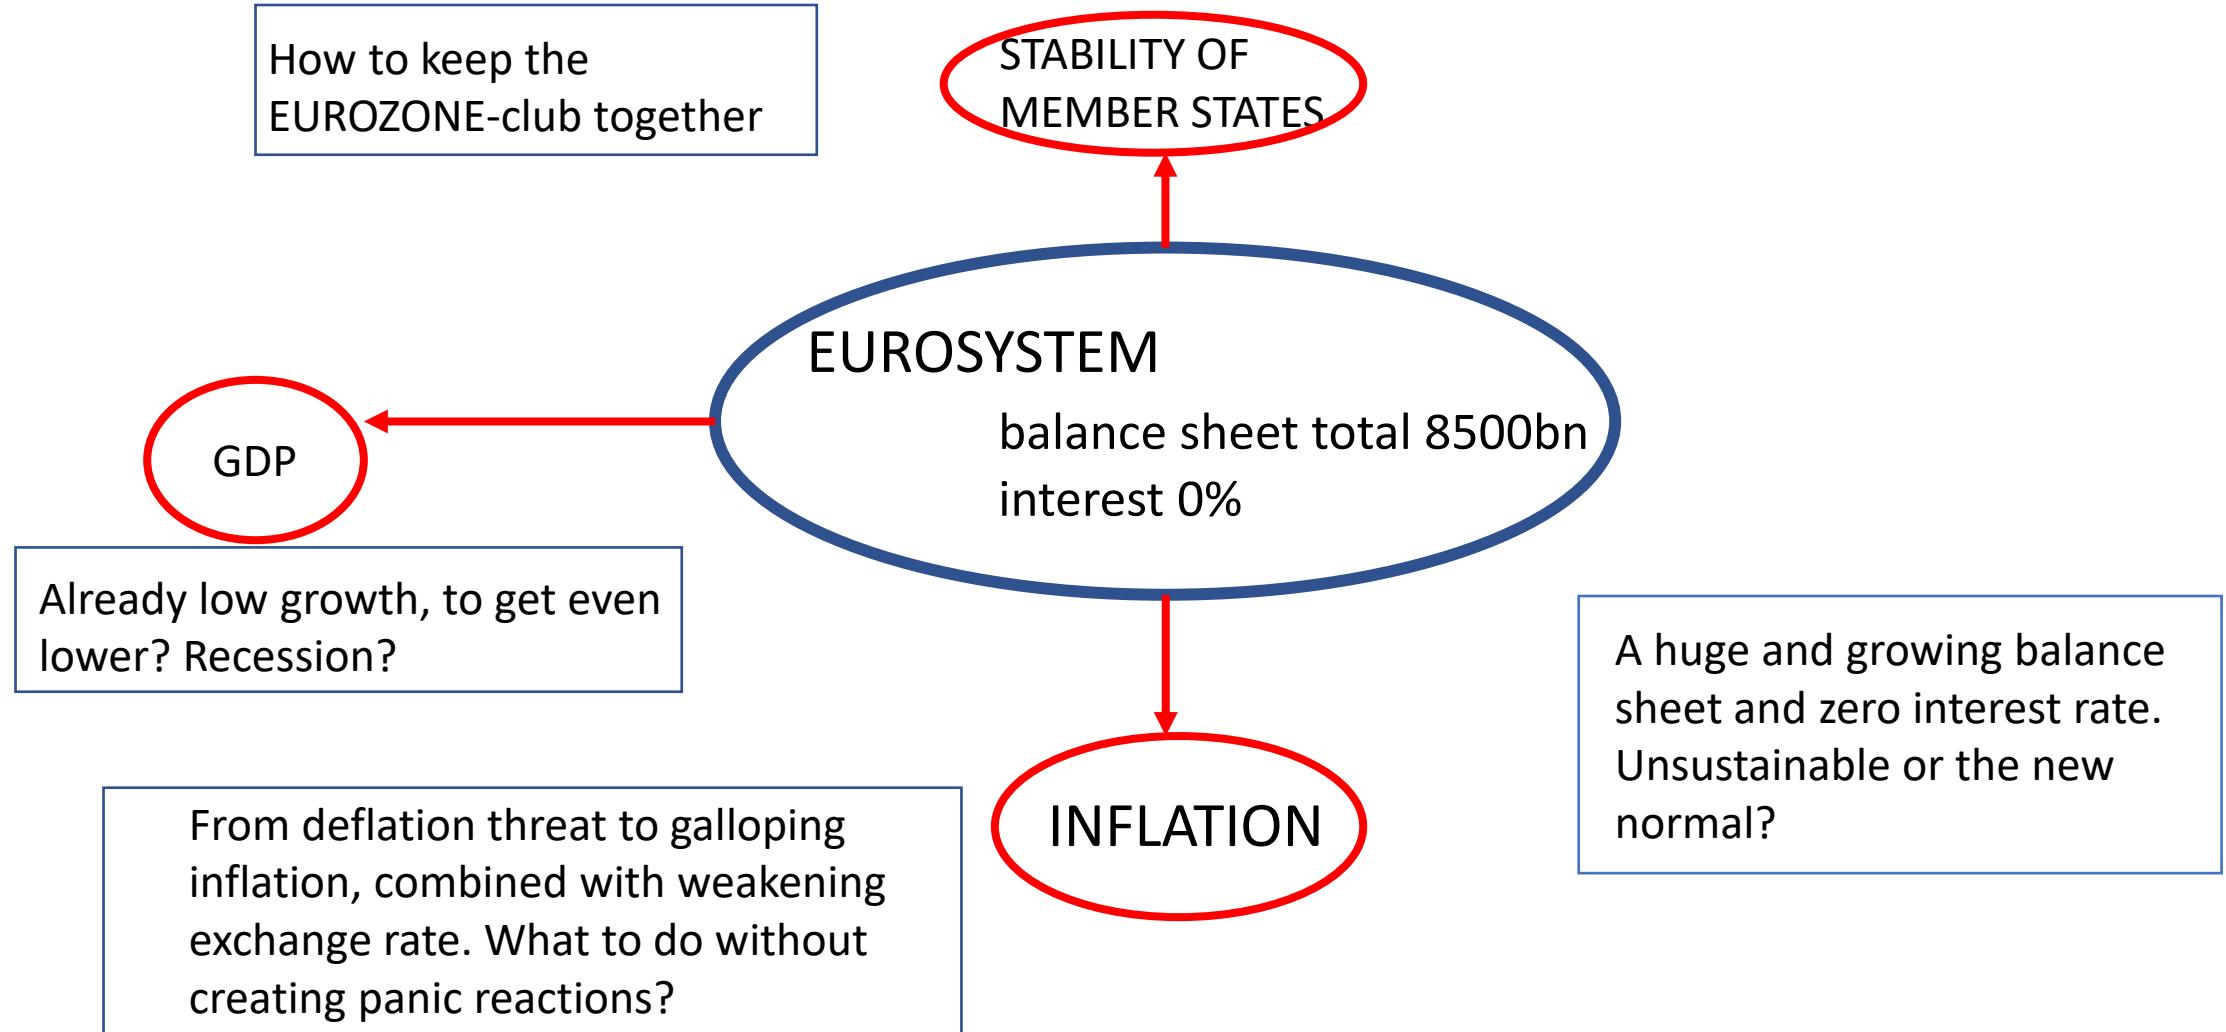 How to keep the
EUROZONE-club together
STABILITY OF
MEMBER STATES
EUROSYSTEM
balance sheet total 8500bn
interest 0%
GDP
Already low growth, to get even
lower? Recession?
A huge and growing balance
sheet and zero interest rate.
Unsustainable or the new
normal?
From deflation threat to galloping
inflation, combined with weakening
exchange rate. What to do without
creating panic reactions?
INFLATION